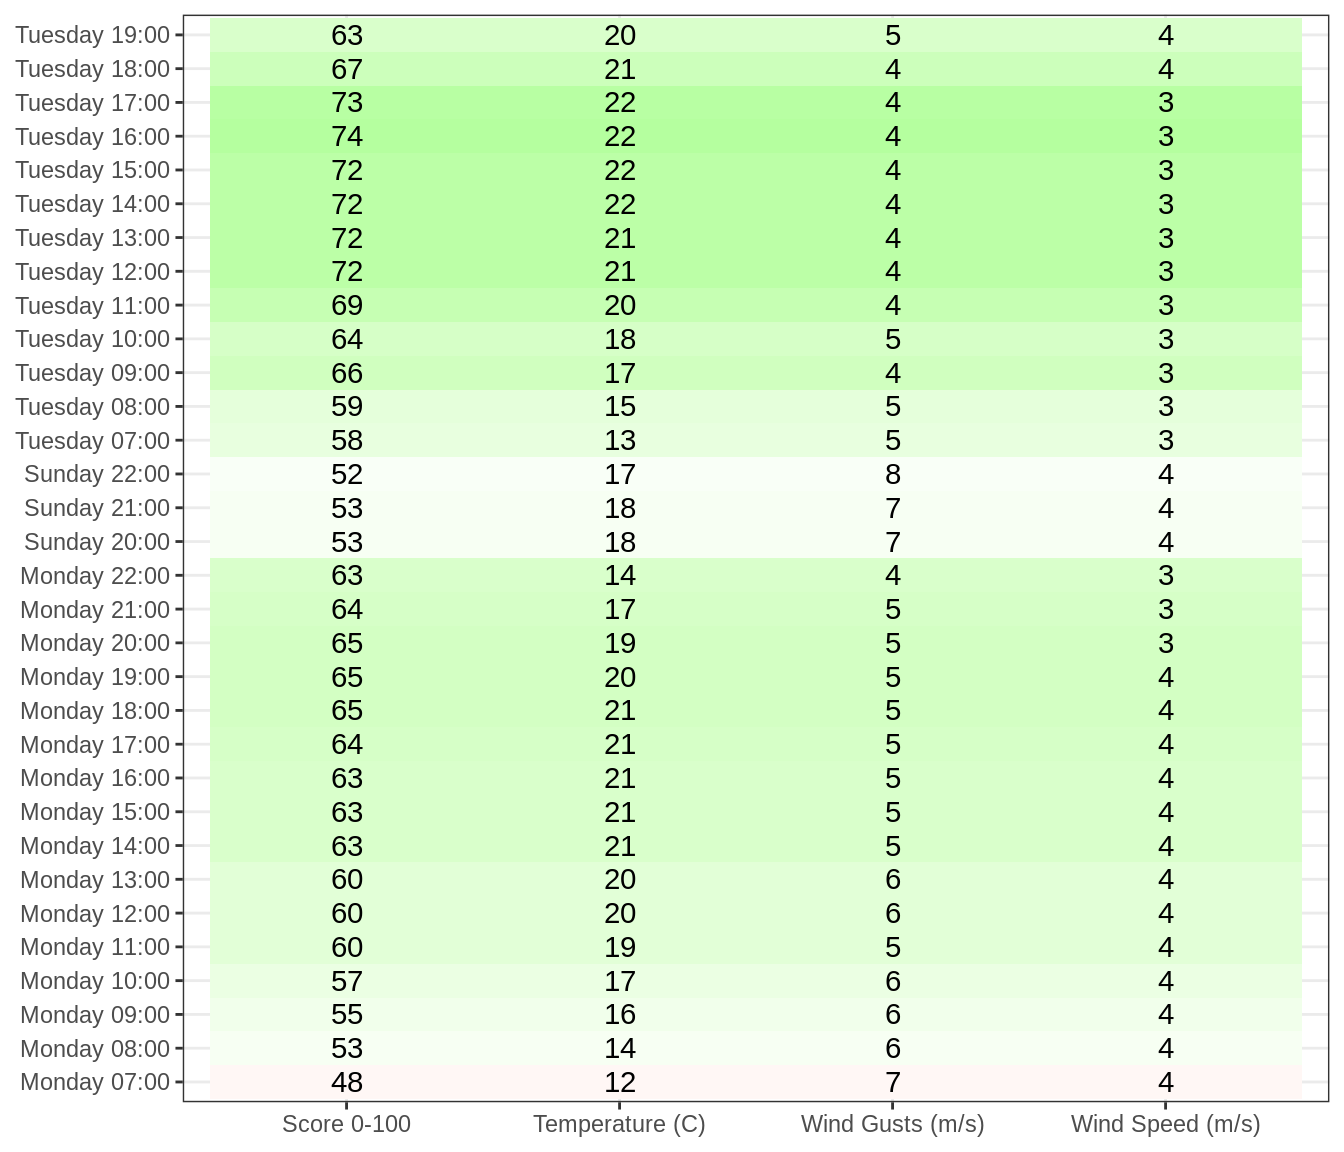 Tuesday 19:00 63 20 5 4
Tuesday 18:00 67 21 4 4
Tuesday 17:00 73 22 4 3
Tuesday 16:00 74 22 4 3
Tuesday 15:00 72 22 4 3
Tuesday 14:00 72 22 4 3
Tuesday 13:00 72 21 4 3
Tuesday 12:00 72 21 4 3
Tuesday 11:00 69 20 4 3
Tuesday 10:00 64 18 5 3
Tuesday 09:00 66 17 4 3
Tuesday 08:00 59 15 5 3
Tuesday 07:00 58 13 5 3
Sunday 22:00 52 17 8 4
Sunday 21:00 53 18 7 4
Sunday 20:00 53 18 7 4
Monday 22:00 63 14 4 3
Monday 21:00 64 17 5 3
Monday 20:00 65 19 5 3
Monday 19:00 65 20 5 4
Monday 18:00 65 21 5 4
Monday 17:00 64 21 5 4
Monday 16:00 63 21 5 4
Monday 15:00 63 21 5 4
Monday 14:00 63 21 5 4
Monday 13:00 60 20 6 4
Monday 12:00 60 20 6 4
Monday 11:00 60 19 5 4
Monday 10:00 57 17 6 4
Monday 09:00 55 16 6 4
Monday 08:00 53 14 6 4
Monday 07:00 48 12 7 4
Score 0-100 Temperature (C) Wind Gusts (m/s) Wind Speed (m/s)